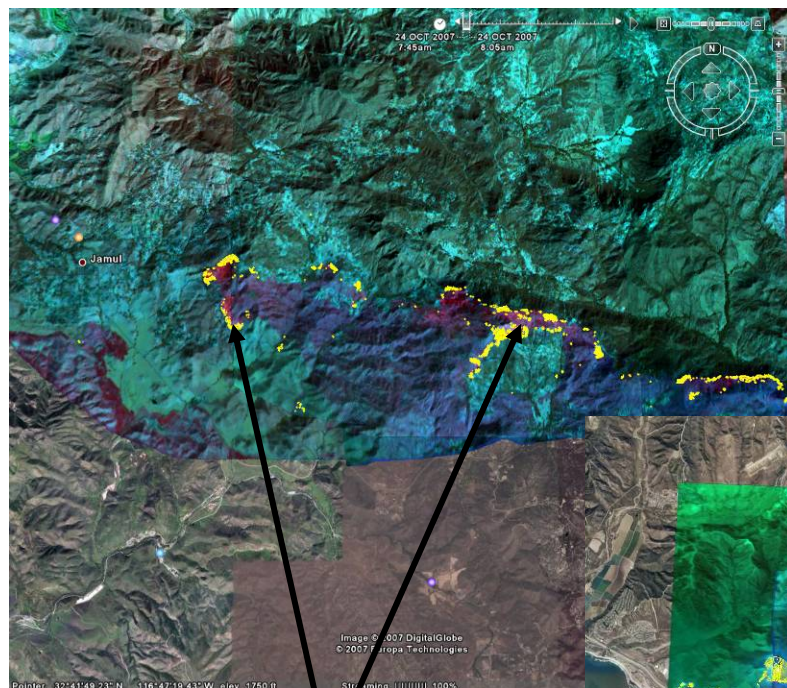 24 OCT 2007 24 OCT 2007
7:45am 8:05am
N
Jamul
Image © 2007 DigitalGlobe
© 2007 Europa Technologies
Pointer 32°41'49.23" N 116°47'19.43" W elev 1750 ft Streaming 100%